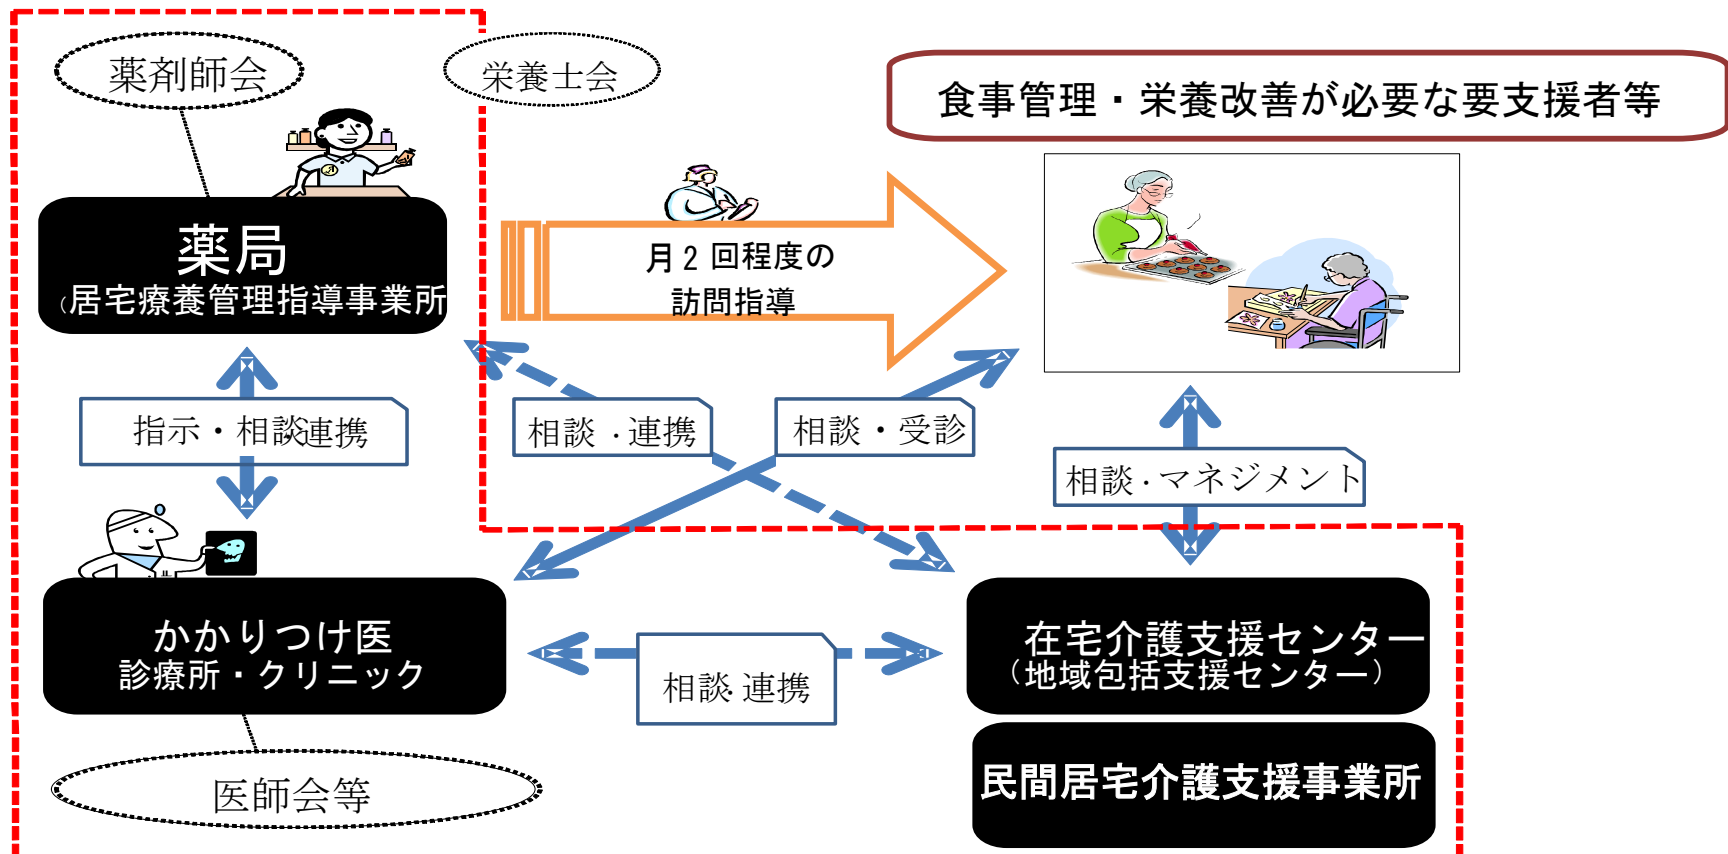 薬剤師会
栄養士会
食事管理・栄養改善が必要な要支援者等
薬局
（居宅療養管理指導事業所
月２回程度の
訪問指導
指示・相談・連携
相談・連携
相談・受診
相談・マネジメント
かかりつけ医
診療所・クリニック
相談・連携
在宅介護支援センター
（地域包括支援センター）
民間居宅介護支援事業所
医師会等